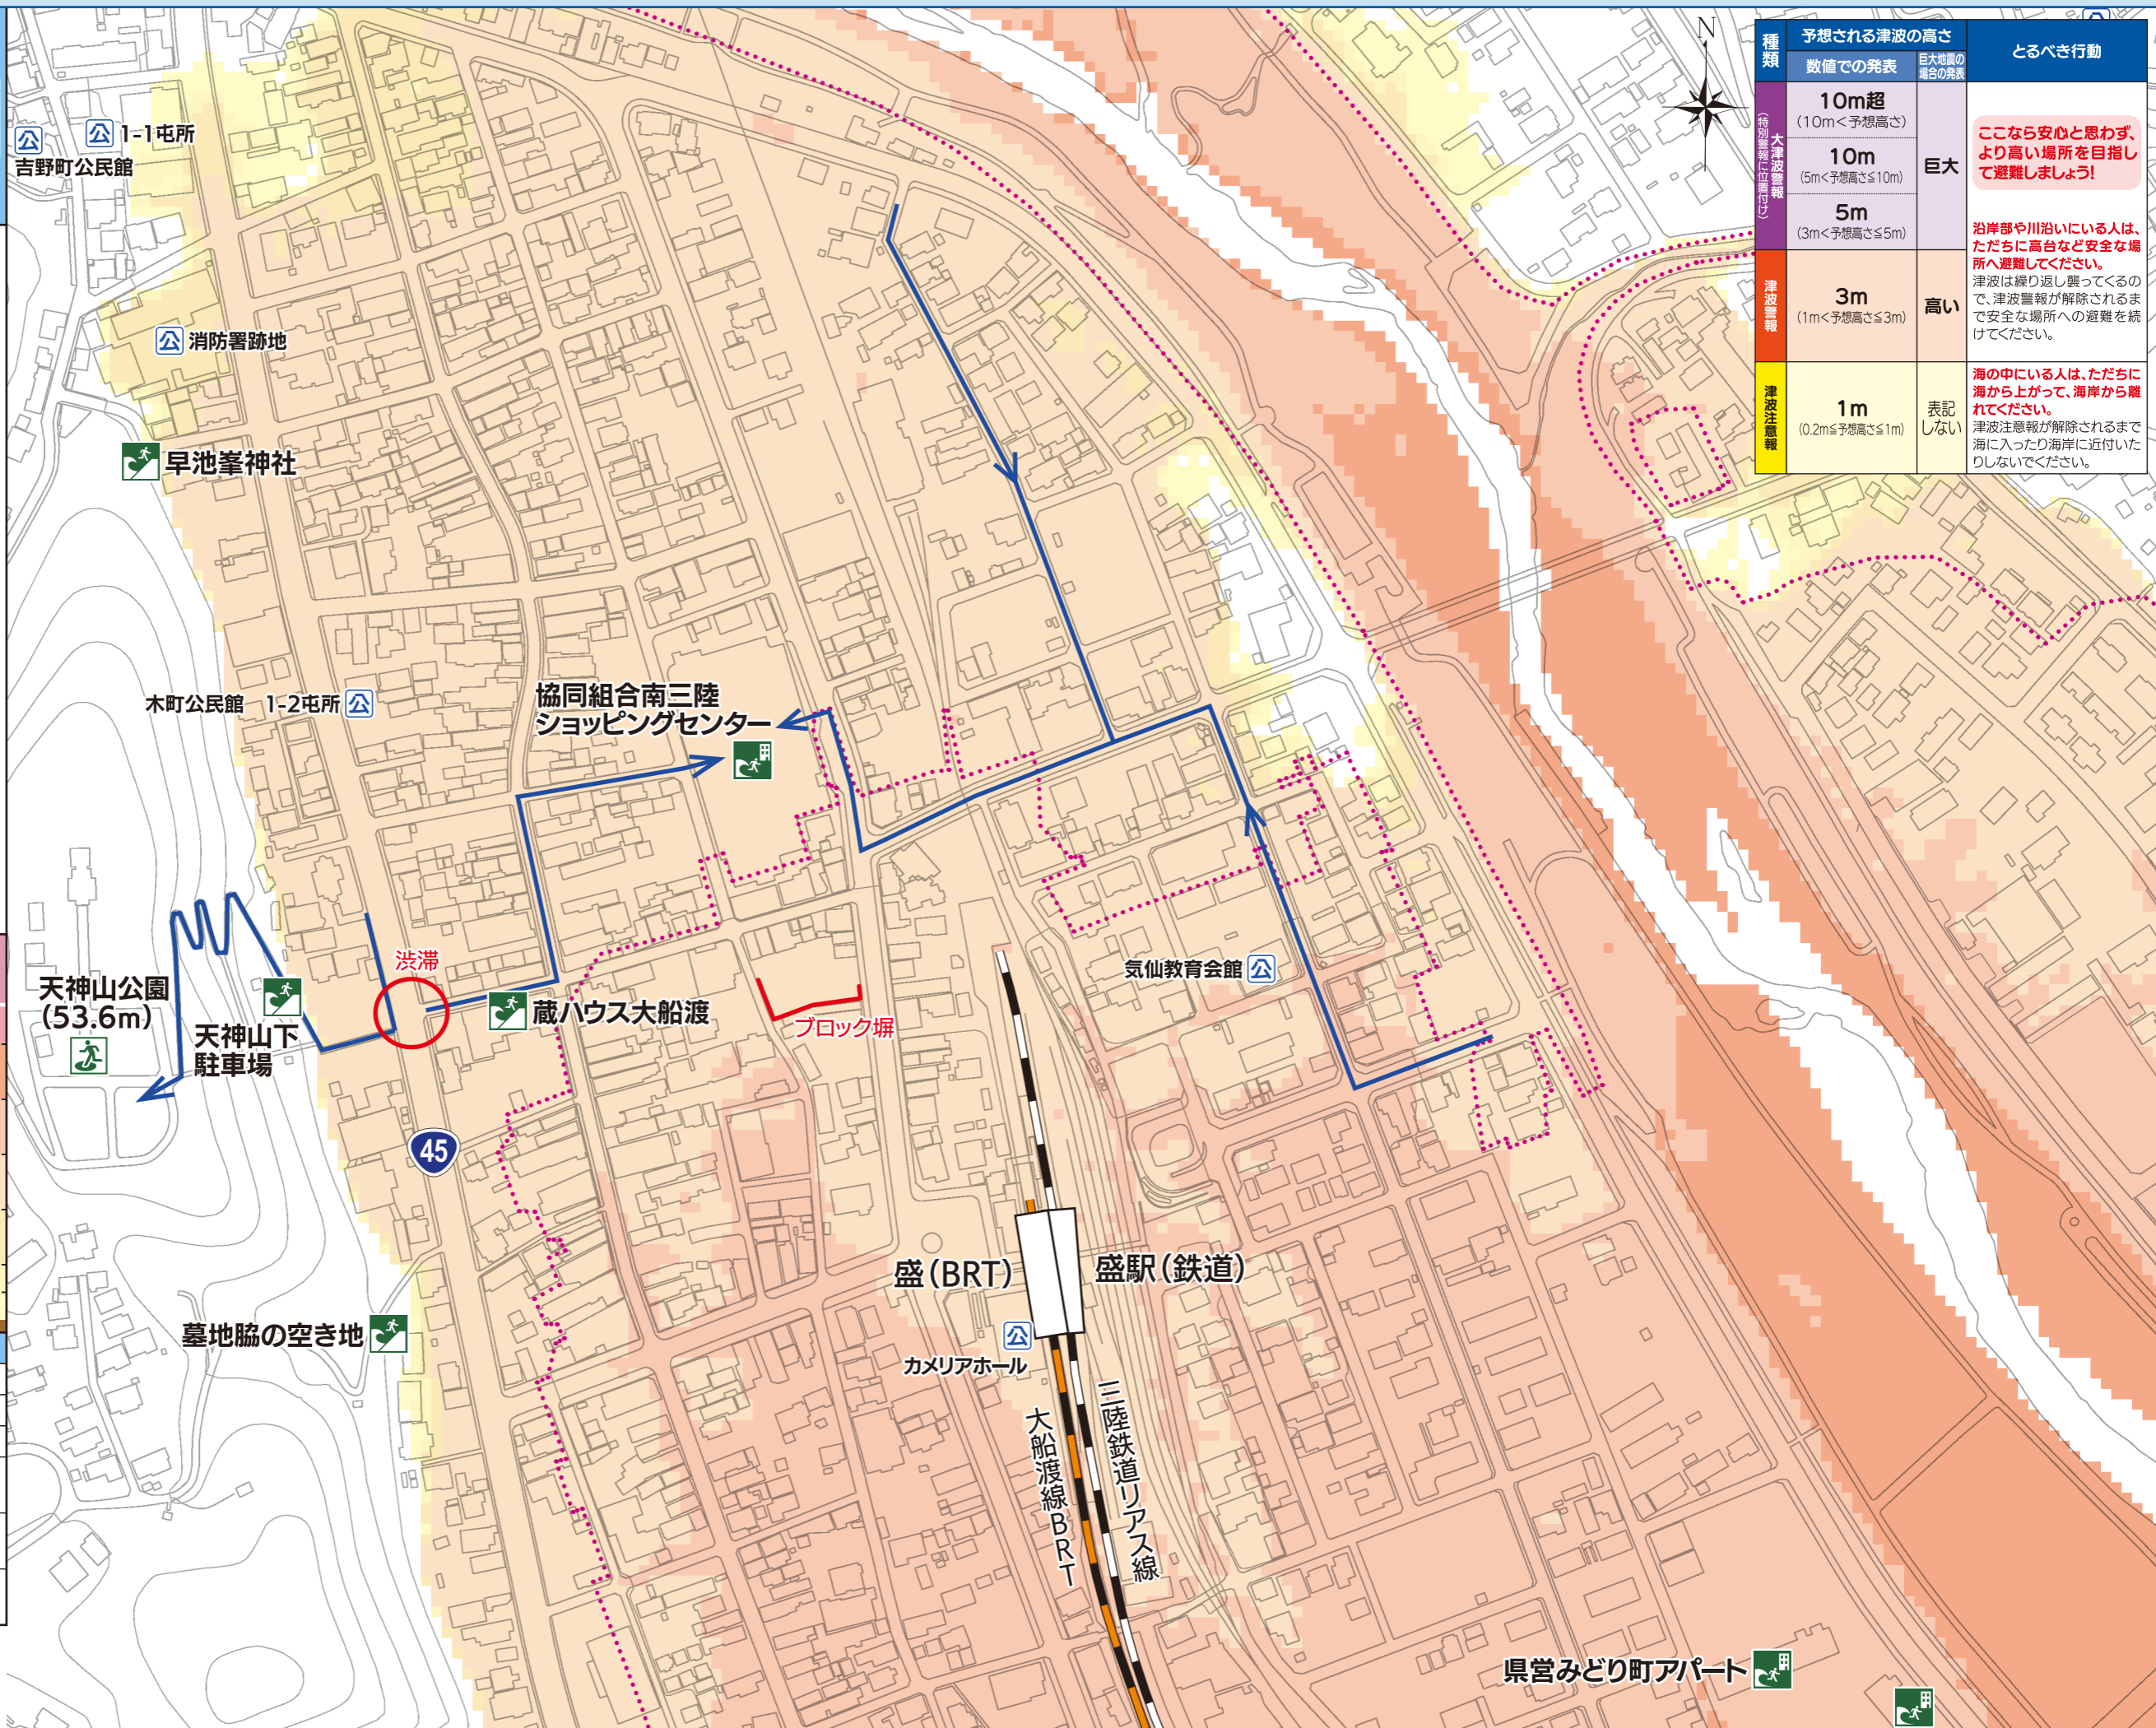 N
種類
予想される津波の高さ
とるべき行動
数値での発表
巨大地震の
場合の発表
大津波警報
(特別警報に位置付け)
10m超
(10m<予想高さ)
10m
(5m<予想高さ≦10m)
5m
(3m<予想高さ≦5m)
巨大
ここなら安心と思わず、
より高い場所を目指し
て避難しましょう!
沿岸部や川沿いにいる人は、
ただちに高台など安全な場
所へ避難してください。
津波は繰り返し襲ってくるの
で、津波警報が解除されるま
で安全な場所への避難を続
けてください。
津波警報
3m
(1m<予想高さ≦3m)
高い
津波注意報
1m
(0.2m≦予想高さ≦1m)
表記
しない
海の中にいる人は、ただちに
海から上がって、海岸から離
れてください。
津波注意報が解除されるまで
海に入ったり海岸に近付いた
りしないでください。
公
公 1-1屯所
吉野町公民館
公 消防署跡地
早池峯神社
木町公民館 1-2屯所 公
協同組合南三陸
ショッピングセンター
渋滞
天神山公園
(53.6m)
天神山下
駐車場
蔵ハウス大船渡
ブロック塀
気仙教育会館 公
45
盛(BRT)
盛駅(鉄道)
墓地脇の空き地
公
カメリアホール
大船渡線BRT
三陸鉄道リアス線
県営みどり町アパート